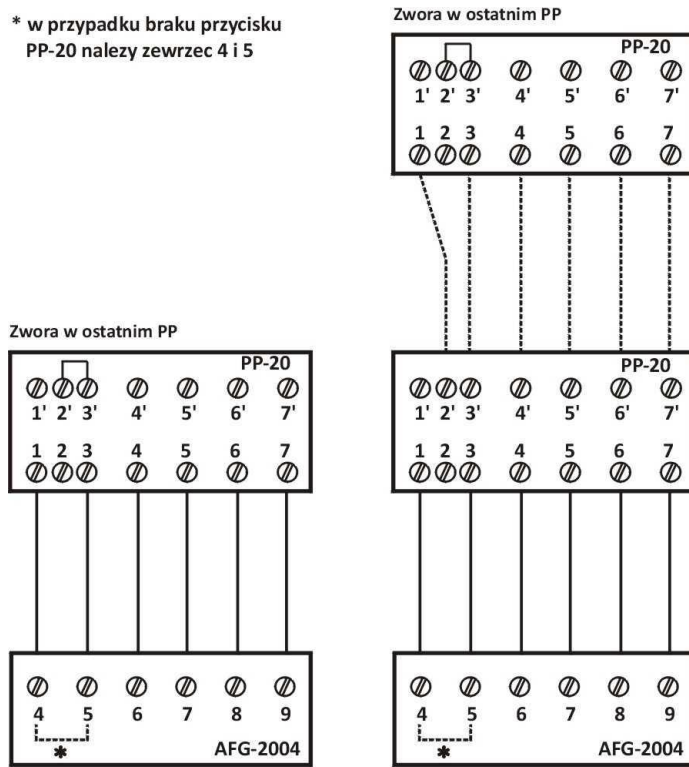 * w przypadku braku przycisku
PP-20 nalezy zewrzec 4 i 5
Zwora w ostatnim PP
PP-20
1' 2' 3' 4' 5' 6' 7'
1 2 3 4 5 6 7
Zwora w ostatnim PP
PP-20
1' 2' 3' 4' 5' 6' 7'
1 2 3 4 5 6 7
4 5 6 7 8 9
* AFG-2004
PP-20
1' 2' 3' 4' 5' 6' 7'
1 2 3 4 5 6 7
4 5 6 7 8 9
* AFG-2004